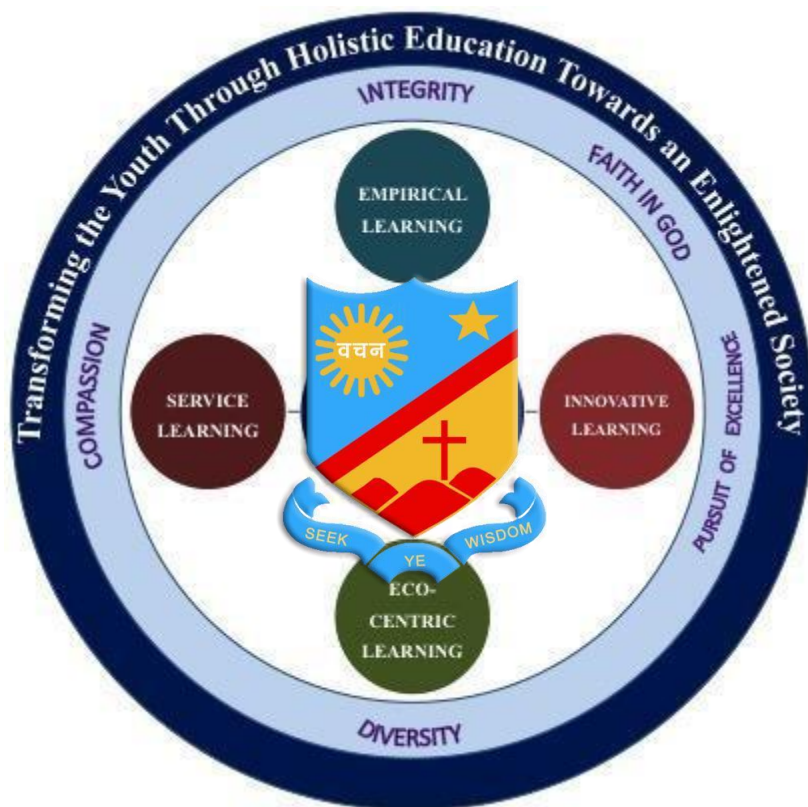 Transforming the Youth Through Holistic Education Towards an Enlightened Society
INTEGRITY
FAITH IN GOD
PURSUIT OF EXCELLENCE
DIVERSITY
COMPASSION
EMPIRICAL
LEARNING
SERVICE
LEARNING
वचन
INNOVATIVE
LEARNING
SEEK YE WISDOM
ECO-
CENTRIC
LEARNING